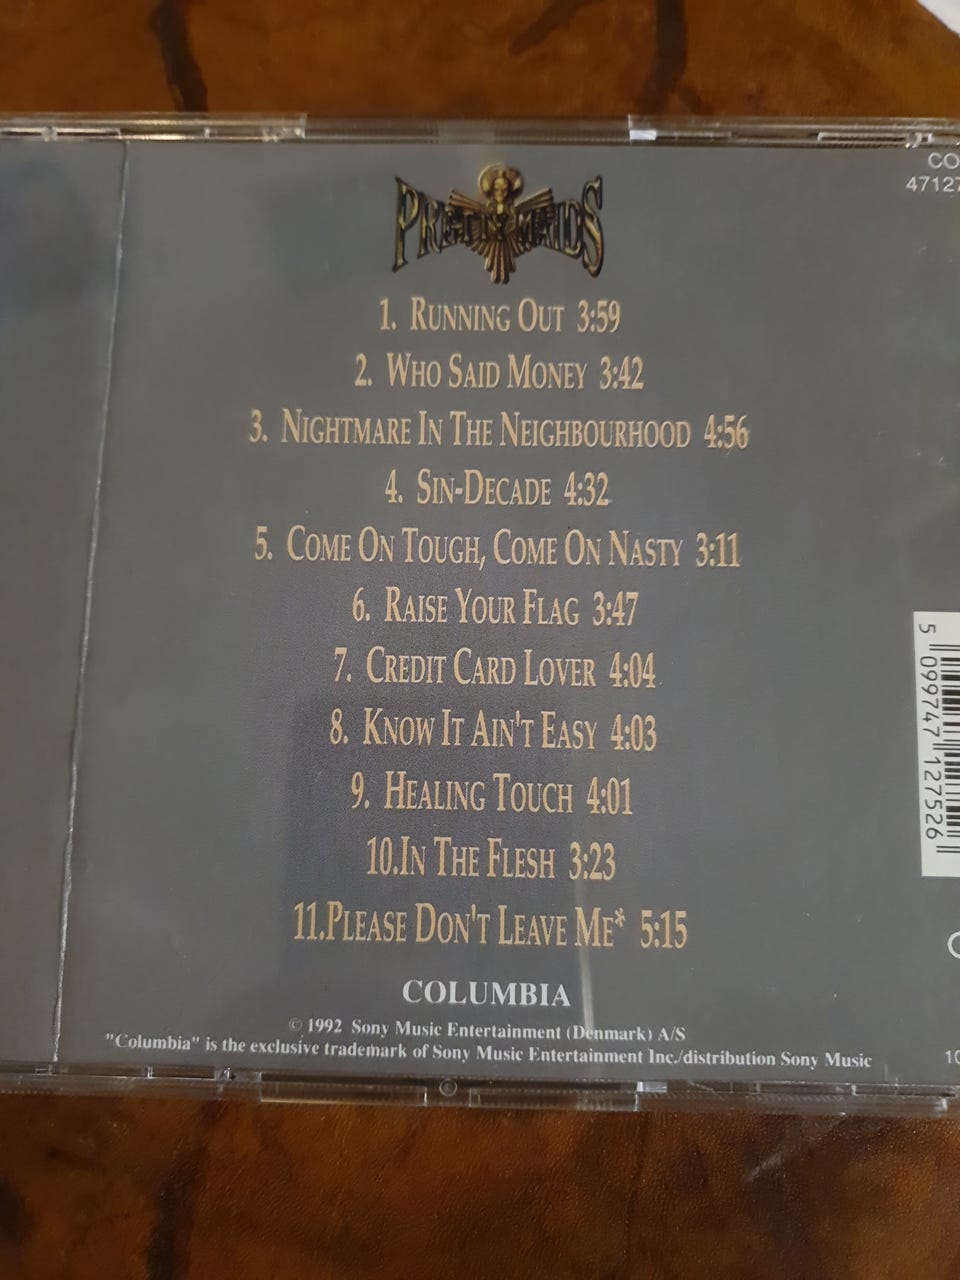 CO
47127
PRETTY MAIDS
1. RUNNING OUT 3:59
2. WHO SAID MONEY 3:42
3. NIGHTMARE IN THE NEIGHBOURHOOD 4:56
4. SIN-DECADE 4:32
5. COME ON TOUGH, COME ON NASTY 3:11
6. RAISE YOUR FLAG 3:47
7. CREDIT CARD LOVER 4:04
8. KNOW IT AIN'T EASY 4:03
9. HEALING TOUCH 4:01
10.IN THE FLESH 3:23
11.PLEASE DON'T LEAVE ME* 5:15
COLUMBIA
© 1992 Sony Music Entertainment (Denmark) A/S
"Columbia" is the exclusive trademark of Sony Music Entertainment Inc./distribution Sony Music
10
5 099747 127526